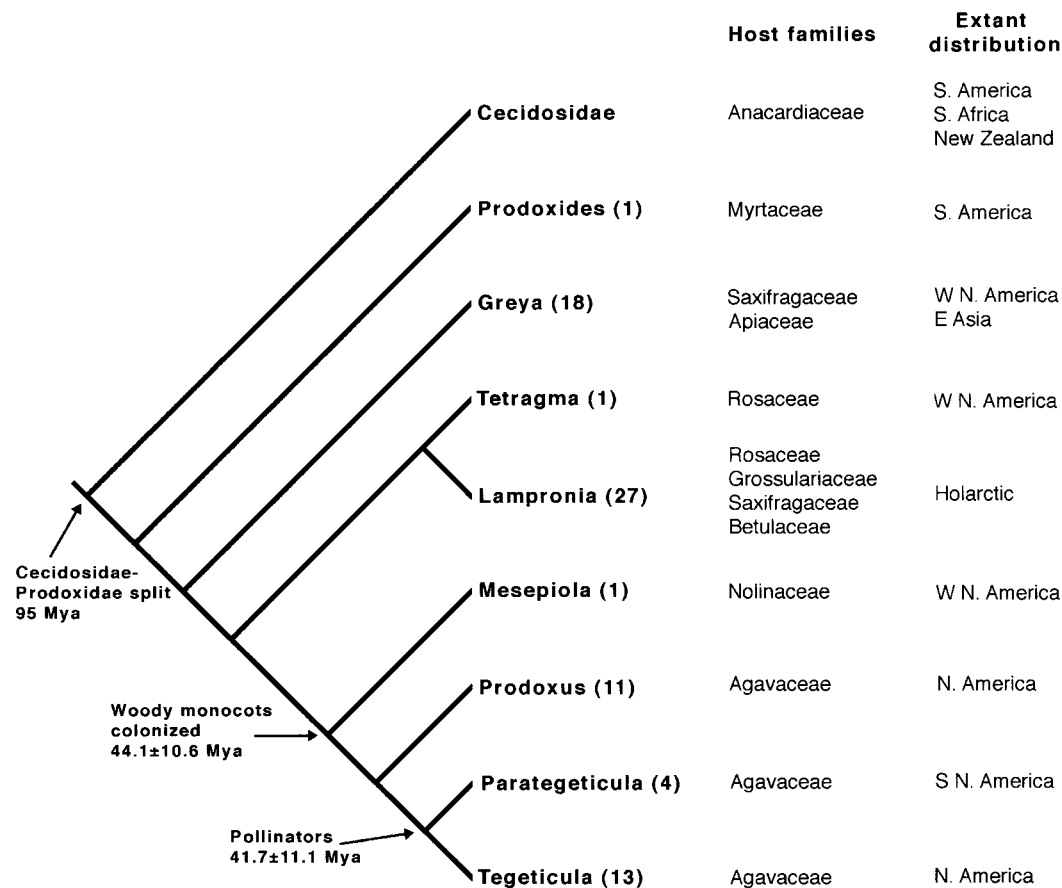 Host families
Extant
distribution
Cecidosidae
Anacardiaceae
S. America
S. Africa
New Zealand
Prodoxides (1)
Myrtaceae
S. America
Greya (18)
Saxifragaceae
Apiaceae
W N. America
E Asia
Tetragma (1)
Rosaceae
W N. America
Lampronia (27)
Rosaceae
Grossulariaceae
Saxifragaceae
Betulaceae
Holarctic
Cecidosidae-
Prodoxidae split
95 Mya
Mesepiola (1)
Nolinaceae
W N. America
Prodoxus (11)
Agavaceae
N. America
Woody monocots
colonized
44.1±10.6 Mya
Parategeticula (4)
Agavaceae
S N. America
Pollinators
41.7±11.1 Mya
Tegeticula (13)
Agavaceae
N. America